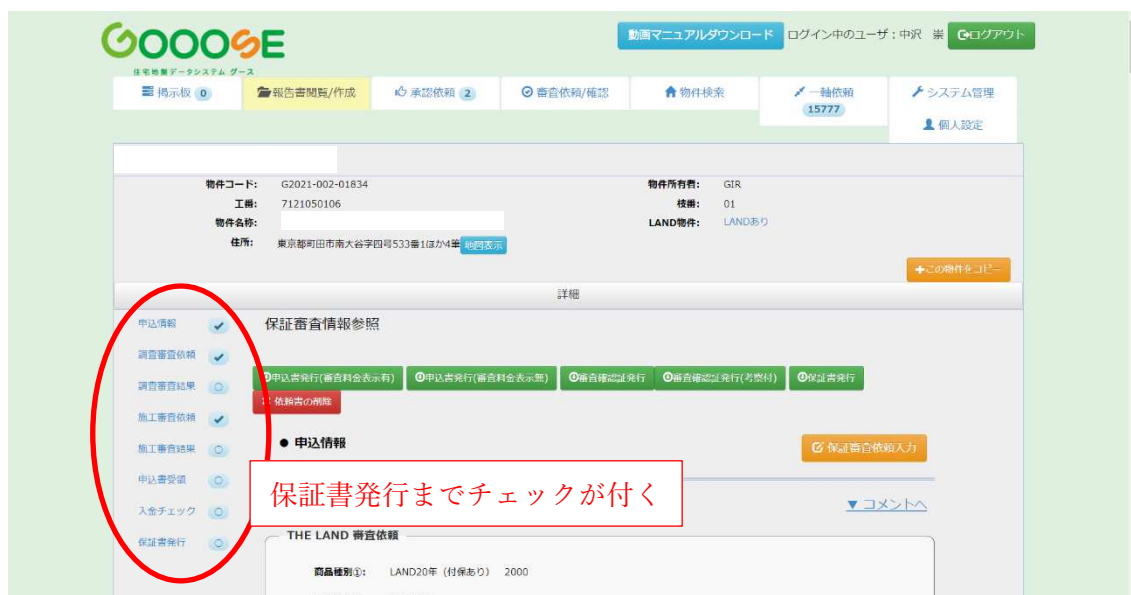 GOOOSE
住宅地盤データシステム グース
動画マニュアルダウンロード ログイン中のユーザ：中沢 崇 ログアウト
掲示板 0 報告書閲覧/作成 承認依頼 2 審査依頼/確認 物件検索 一軸依頼 15777 システム管理
個人設定
物件コード: G2021-002-01834 物件所有者: GIR
工番: 7121050106 枝番: 01
物件名称: LAND物件: LANDあり
住所: 東京都町田市南大谷字四号533番1ほか4筆 地図表示
+この物件をコピー
詳細
申込情報
調査審査依頼
調査審査結果
施工審査依頼
施工審査結果
申込書受領
入金チェック
保証書発行
保証審査情報参照
申込書発行(審査料金表示有) 申込書発行(審査料金表示無) 審査確認証発行 審査確認証発行(考察付) 保証書発行
依頼書の削除
● 申込情報 保証審査依頼入力
保証書発行までチェックが付く
▼ コメントへ
THE LAND 審査依頼
商品種別①: LAND20年（付保あり） 2000